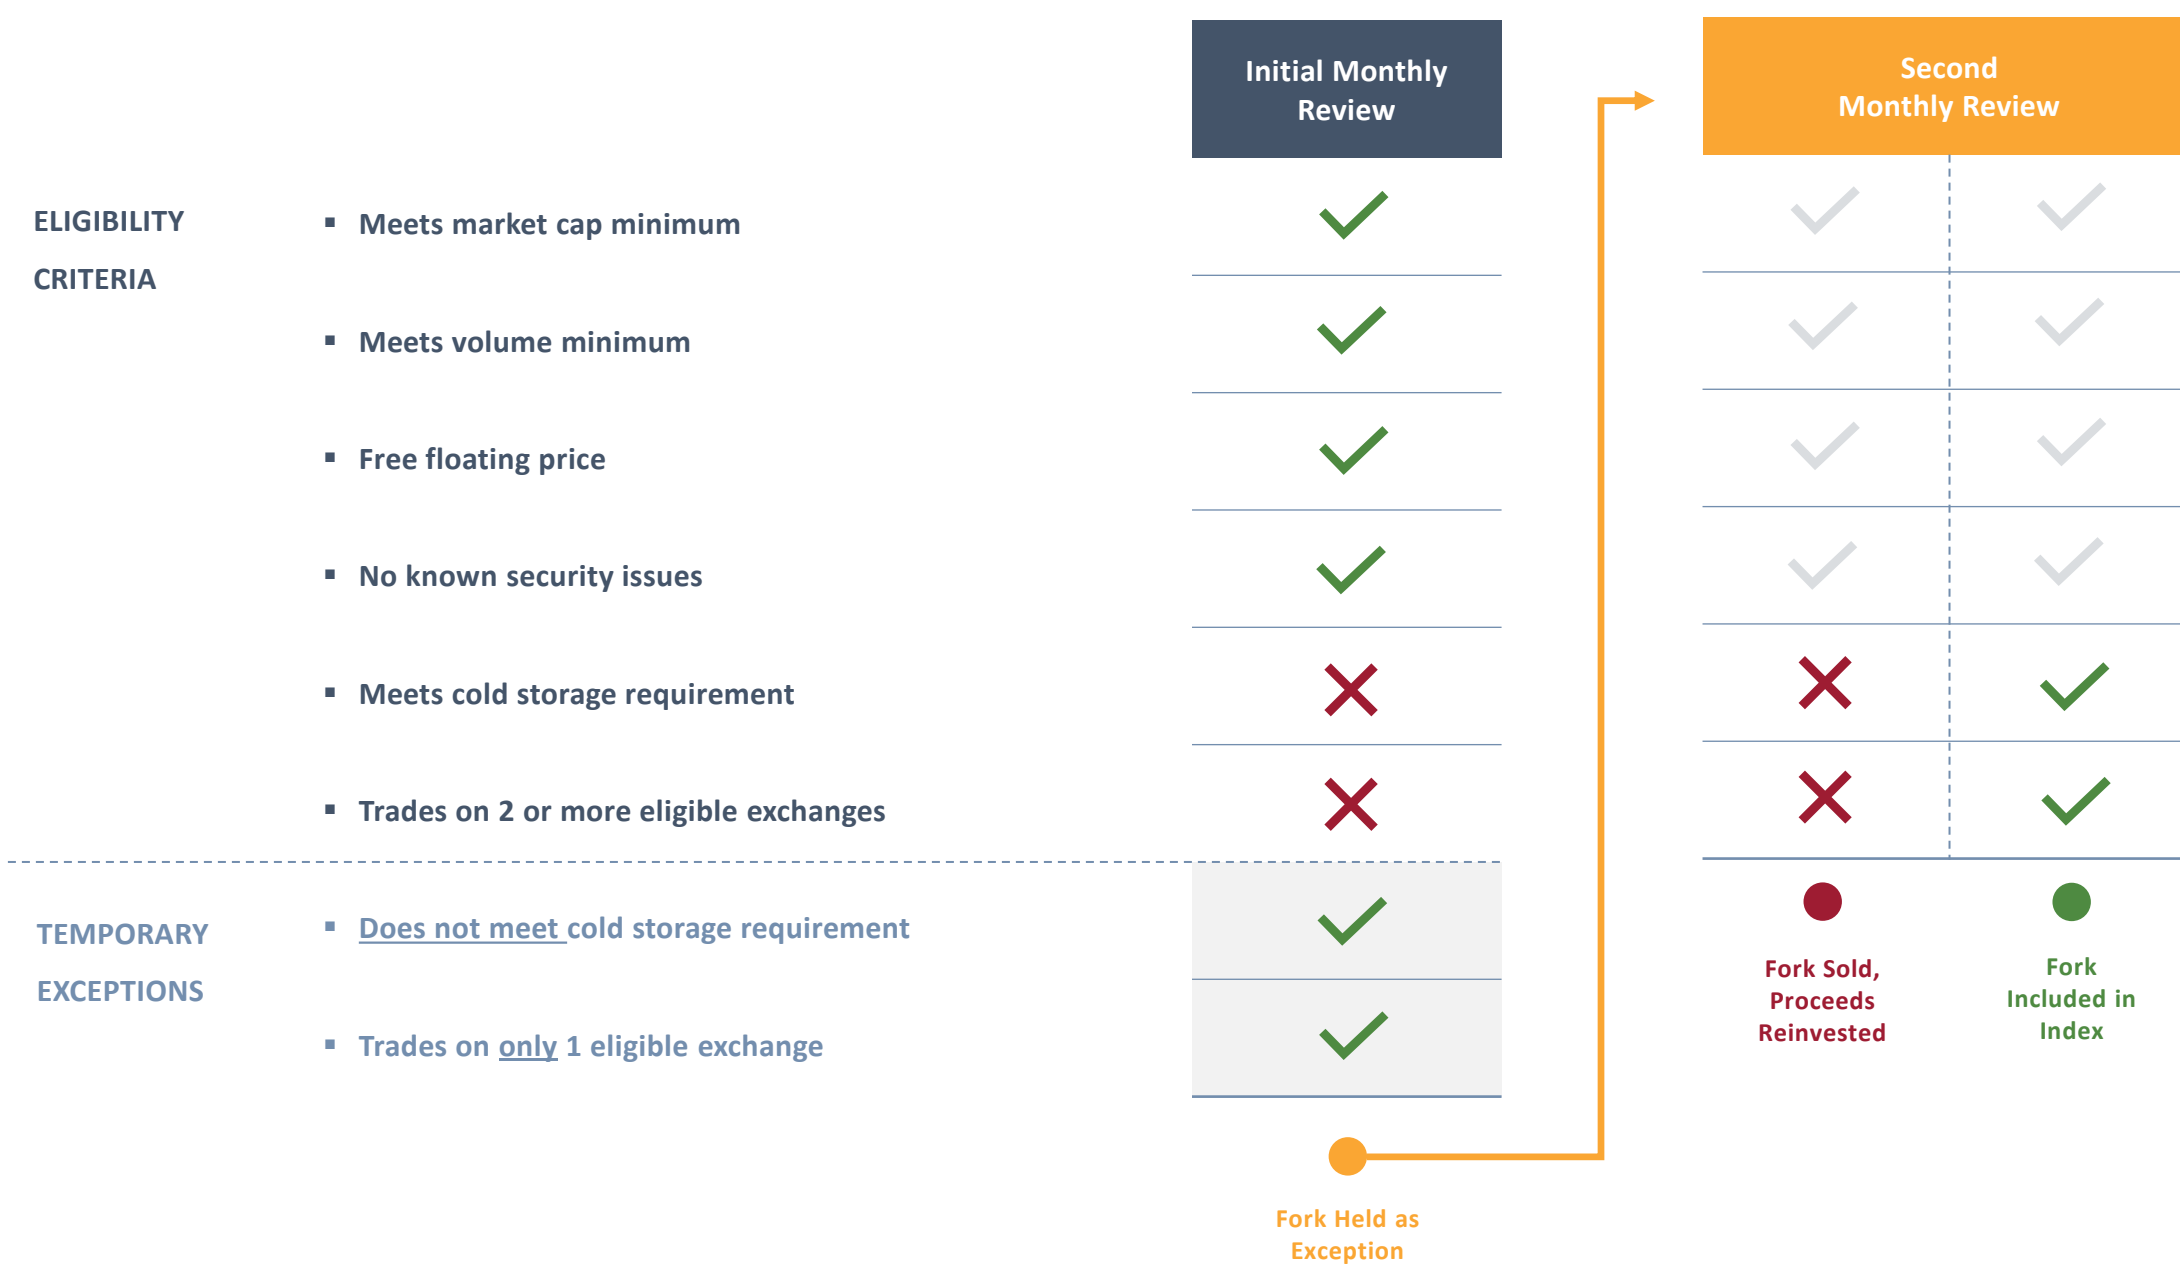 Initial Monthly
Review
Second
Monthly Review
ELIGIBILITY
CRITERIA
▪ Meets market cap minimum
▪ Meets volume minimum
▪ Free floating price
▪ No known security issues
▪ Meets cold storage requirement
▪ Trades on 2 or more eligible exchanges
TEMPORARY
EXCEPTIONS
▪ Does not meet cold storage requirement
▪ Trades on only 1 eligible exchange
Fork Sold,
Proceeds
Reinvested
Fork
Included in
Index
Fork Held as
Exception